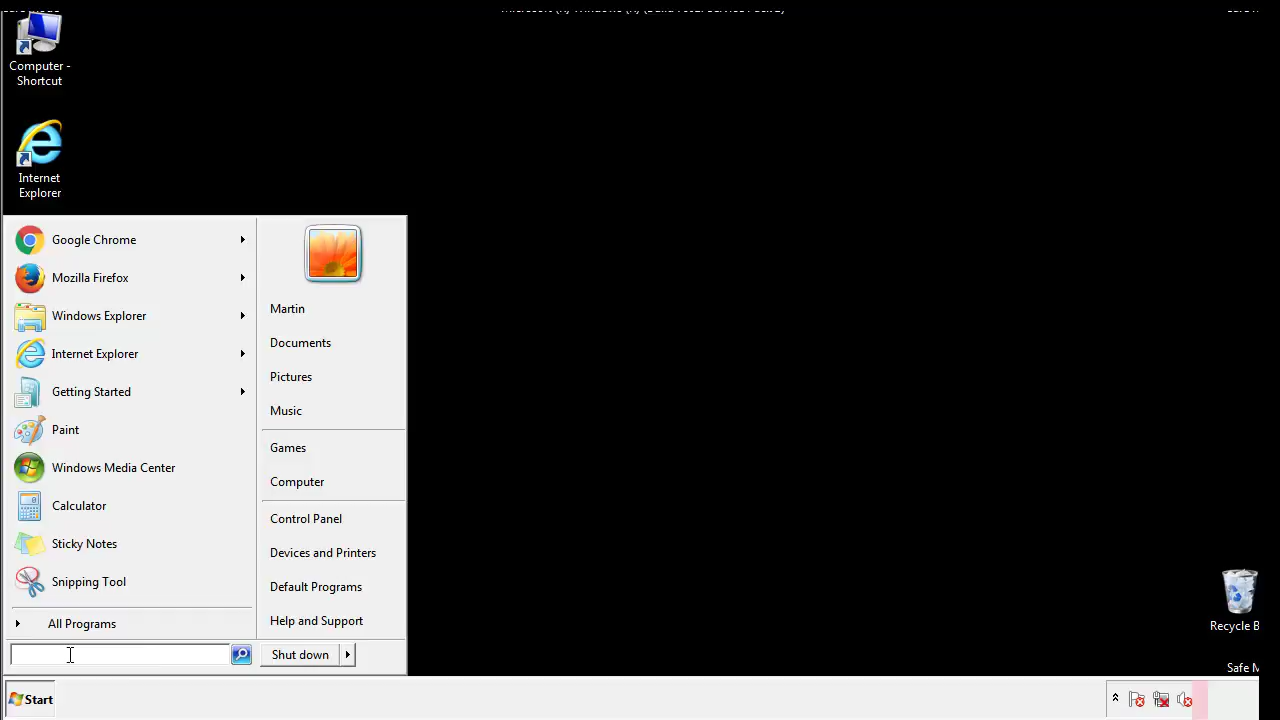 Computer -
Shortcut
Internet
Explorer
Google Chrome
Mozilla Firefox
Windows Explorer
Internet Explorer
Getting Started
Paint
Windows Media Center
Calculator
Sticky Notes
Snipping Tool
All Programs
Martin
Documents
Pictures
Music
Games
Computer
Control Panel
Devices and Printers
Default Programs
Help and Support
Shut down
Recycle B
Safe M
Start